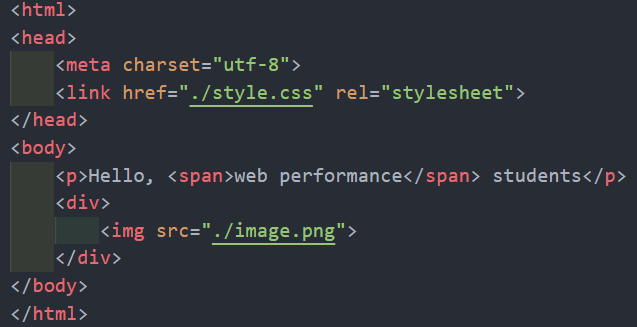 <html>
<head>
    <meta charset="utf-8">
    <link href="./style.css" rel="stylesheet">
</head>
<body>
    <p>Hello, <span>web performance</span> students</p>
    <div>
        <img src="./image.png">
    </div>
</body>
</html>